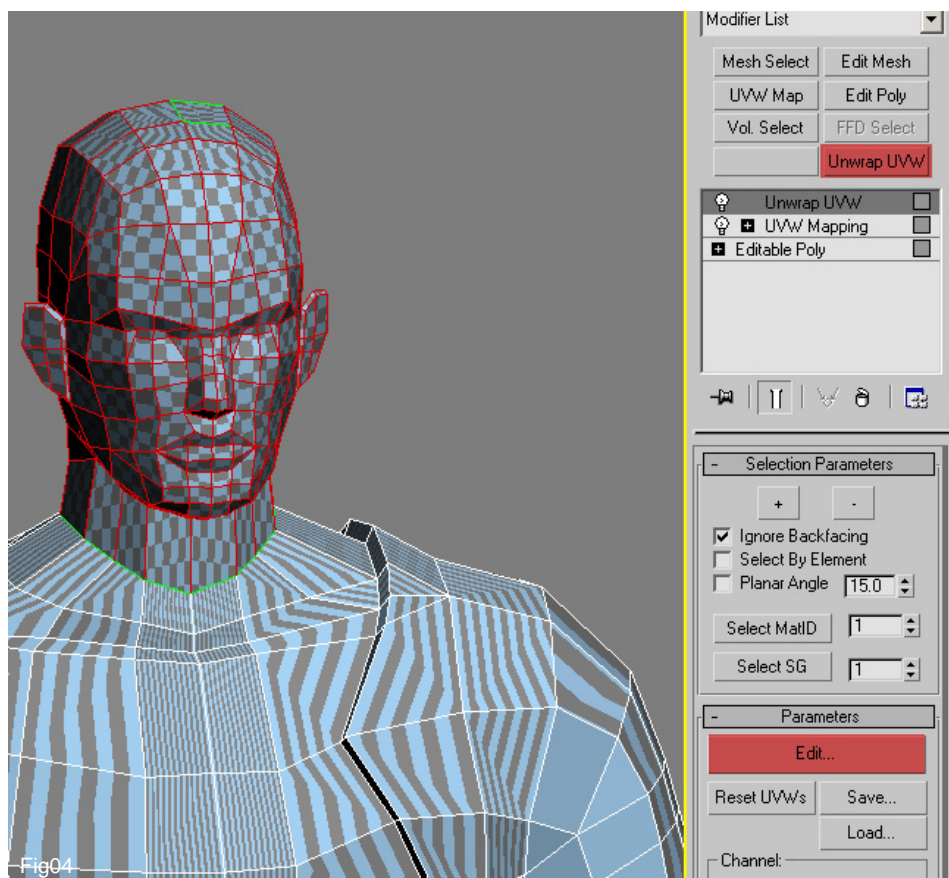 Modifier List
Mesh Select Edit Mesh
UVW Map Edit Poly
Vol. Select FFD Select
Unwrap UVW
Unwrap UVW
UVW Mapping
Editable Poly
- Selection Parameters
+ -
Ignore Backfacing
Select By Element
Planar Angle 15.0
Select MatID 1
Select SG 1
- Parameters
Edit...
Reset UVWs Save...
Load...
Channel:
Fig04